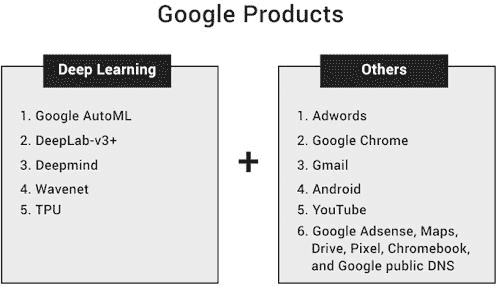 Google Products
Deep Learning
1. Google AutoML
2. DeepLab-v3+
3. Deepmind
4. Wavenet
5. TPU
+
Others
1. Adwords
2. Google Chrome
3. Gmail
4. Android
5. YouTube
6. Google Adsense, Maps,
Drive, Pixel, Chromebook,
and Google public DNS